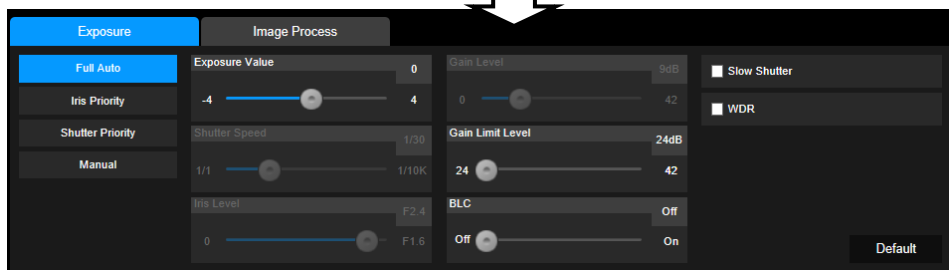 Exposure Image Process
Full Auto
Iris Priority
Shutter Priority
Manual
Exposure Value 0
-4 4
Shutter Speed 1/30
1/1 1/10K
Iris Level F2.4
0 F1.6
Gain Level 9dB
0 42
Gain Limit Level 24dB
24 42
BLC Off
Off On
Slow Shutter
WDR
Default